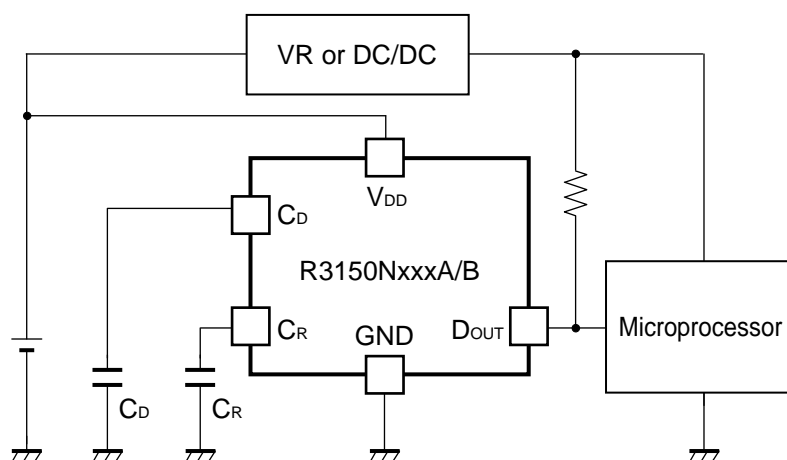 VR or DC/DC
VDD
CD
R3150NxxxA/B
CR
GND
DOUT
Microprocessor
CD
CR